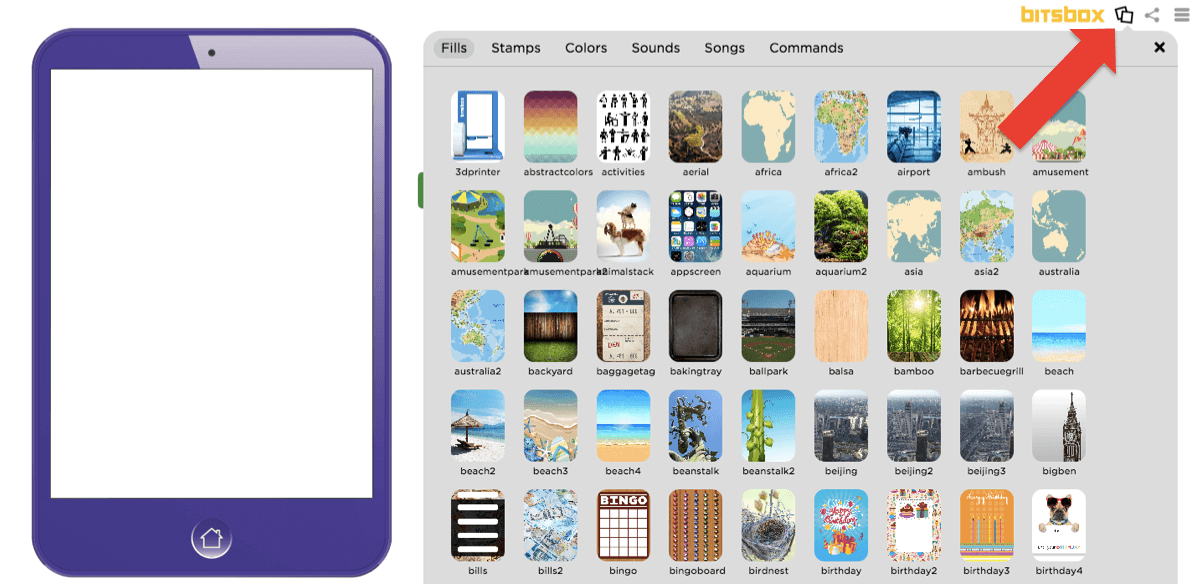 BITSBOX
Fills Stamps Colors Sounds Songs Commands
3dprinter abstractcolors activities aerial africa africa2 airport ambush amusement
amusementpark amusementpark2 animalstack appscreen aquarium aquarium2 asia asia2 australia
australia2 backyard baggagetag bakingtray ballpark balsa bamboo barbecuegrill beach
beach2 beach3 beach4 beanstalk beanstalk2 beijing beijing2 beijing3 bigben
BINGO
Happy Birthday
bills bills2 bingo bingoboard birdnest birthday birthday2 birthday3 birthday4